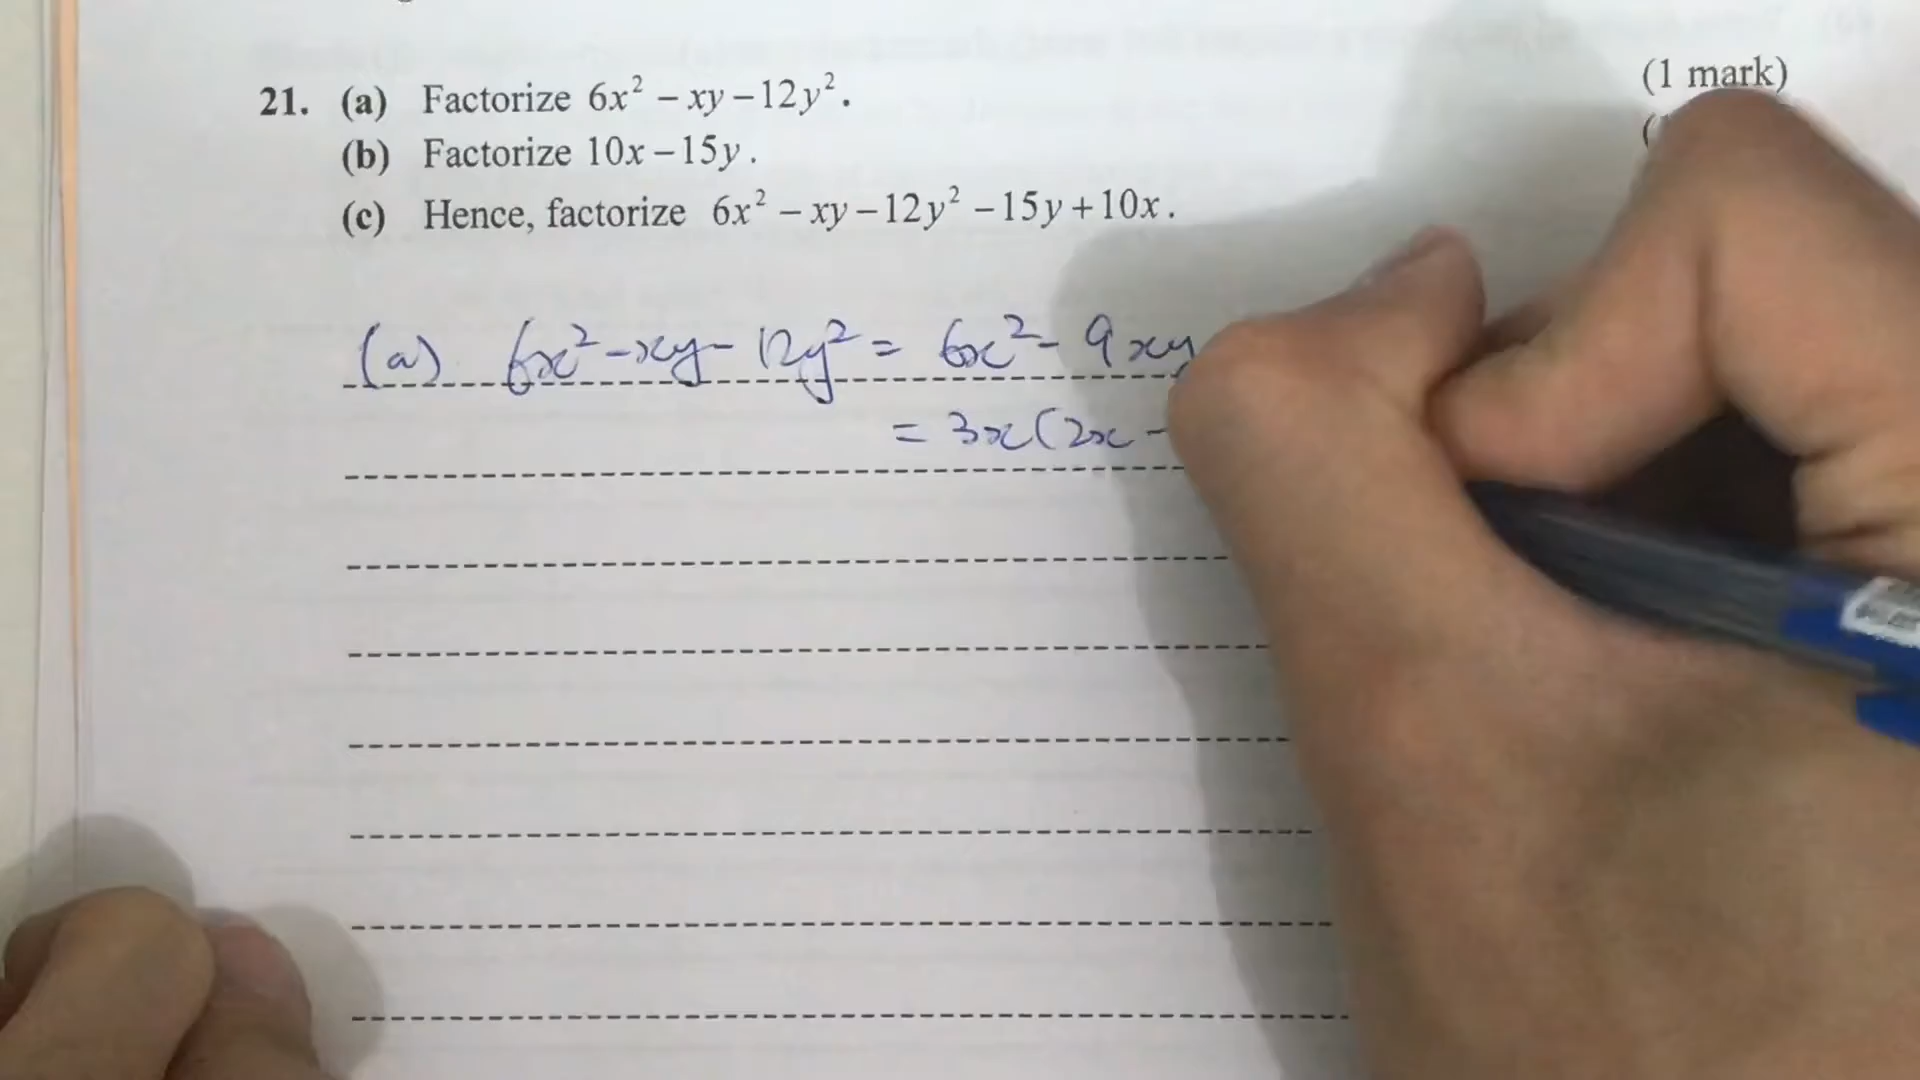 21. (a) Factorize 6x² − xy − 12y². (1 mark)
(b) Factorize 10x − 15y. (
(c) Hence, factorize 6x² − xy − 12y² − 15y + 10x.
(a) 6x² − xy − 12y² = 6x² − 9xy
= 3x(2x −